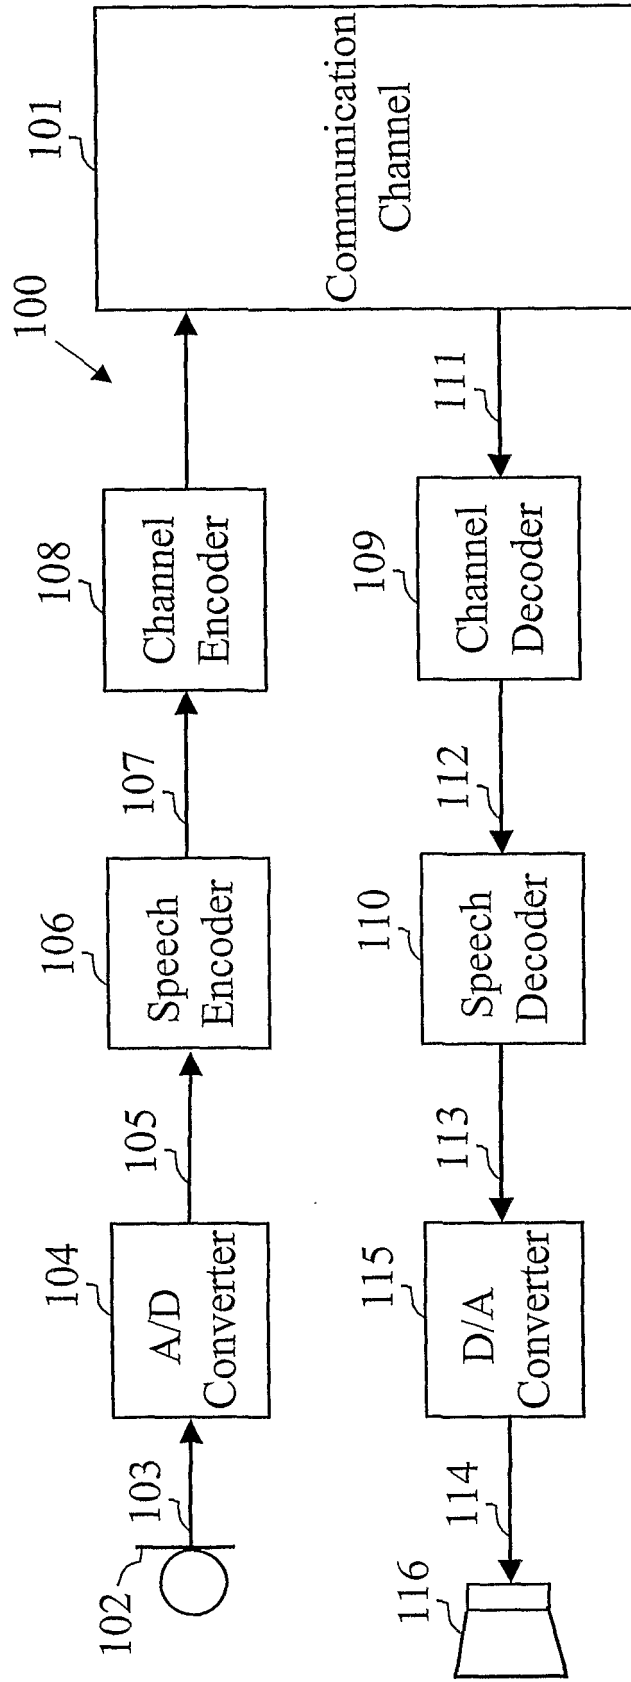 100
101
Communication
Channel
102
103
104
A/D
Converter
105
106
Speech
Encoder
107
108
Channel
Encoder
111
109
Channel
Decoder
112
110
Speech
Decoder
113
115
D/A
Converter
114
116